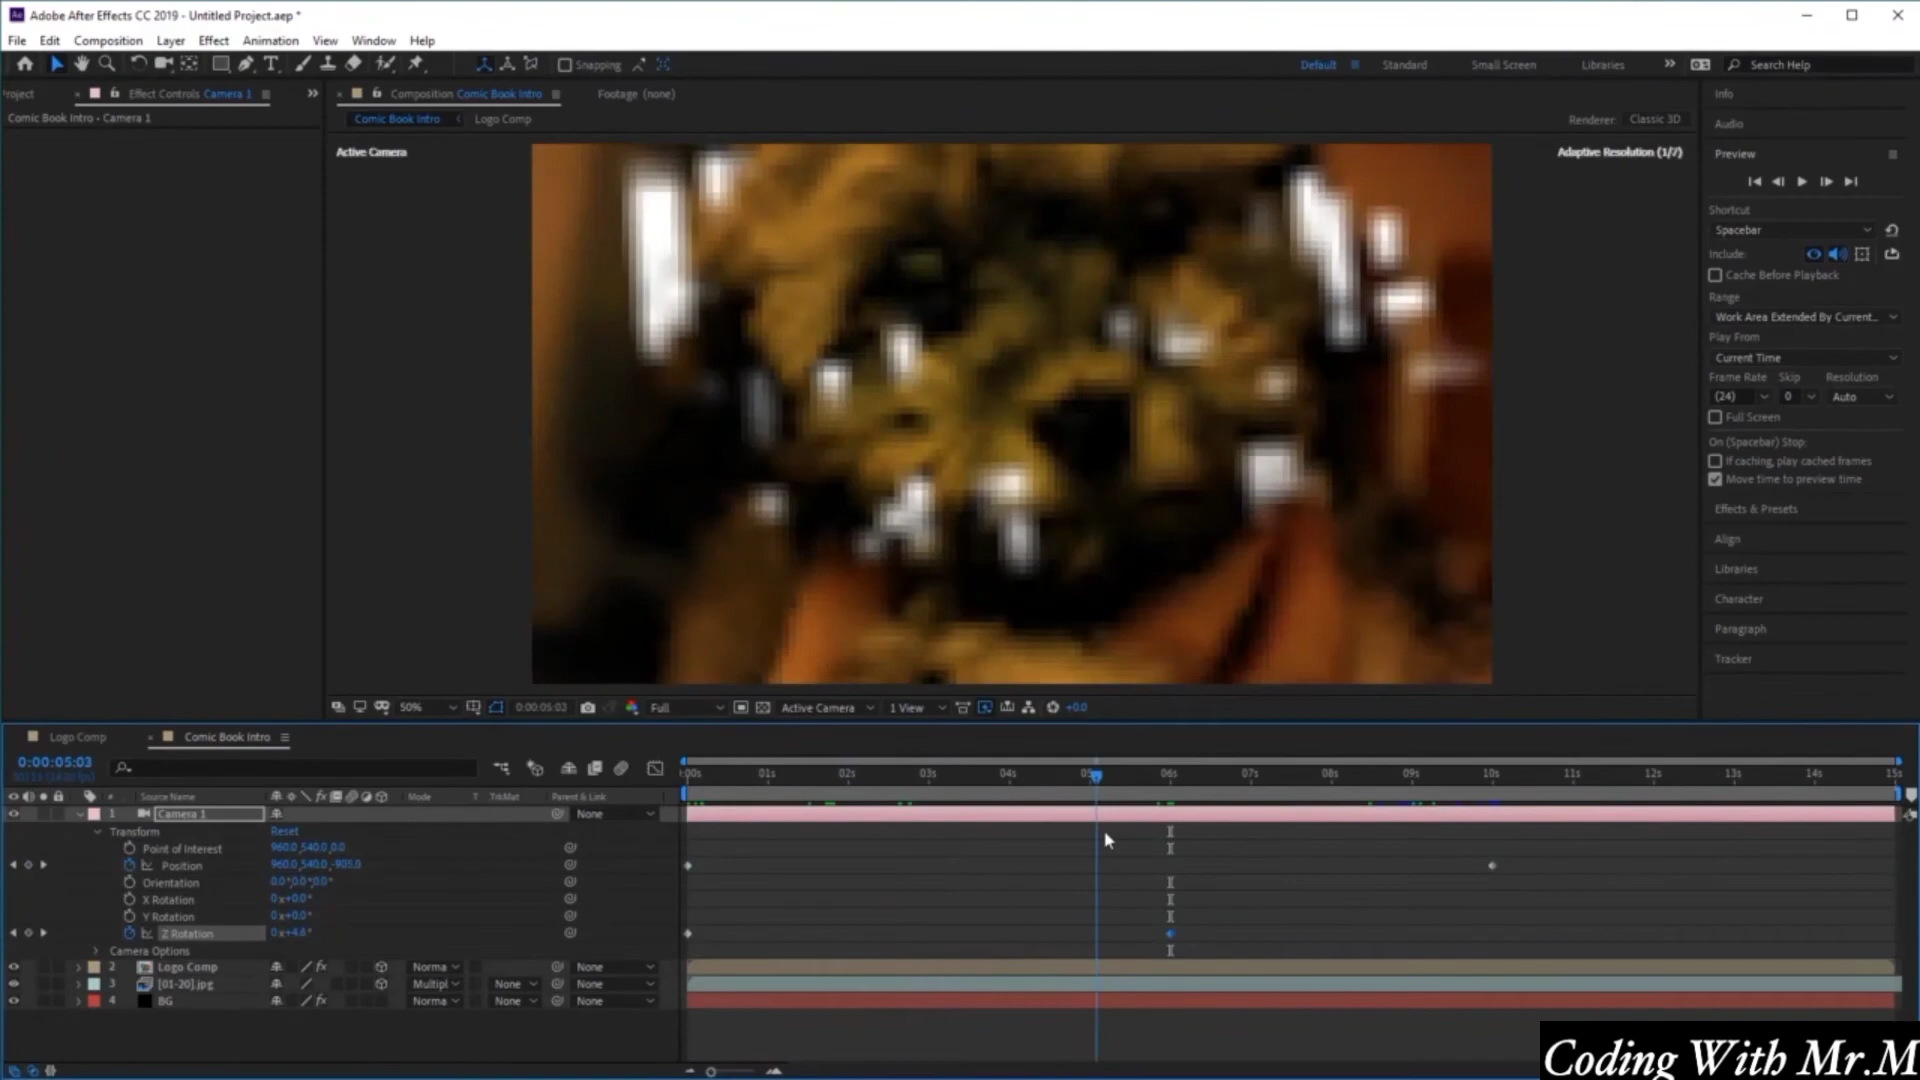 Adobe After Effects CC 2019 - Untitled Project.aep *
File Edit Composition Layer Effect Animation View Window Help
Snapping Default Standard Small Screen Libraries Search Help
roject Effect Controls Camera 1 Composition Comic Book Intro Footage (none) Info
Comic Book Intro - Camera 1 Comic Book Intro Logo Comp Renderer: Classic 3D Audio
Active Camera Adaptive Resolution (1/7) Preview
Shortcut
Spacebar
Include:
Cache Before Playback
Range
Work Area Extended By Current...
Play From
Current Time
Frame Rate Skip Resolution
(24) 0 Auto
Full Screen
On (Spacebar) Stop:
If caching, play cached frames
Move time to preview time
Effects & Presets
Align
Libraries
Character
Paragraph
Tracker
50% 0:00:05:03 Full Active Camera 1 View +0.0
Logo Comp Comic Book Intro
0:00:05:03
:00s 01s 02s 03s 04s 05 06s 07s 08s 09s 10s 11s 12s 13s 14s 15s
# Source Name Mode T TrkMat Parent & Link
1 Camera 1 None
Transform Reset
Point of Interest 960.0,540.0,0.0
Position 960.0,540.0,-903.0
Orientation 0.0°,0.0°,0.0°
X Rotation 0x+0.0°
Y Rotation 0x+0.0°
Z Rotation 0x+4.6°
Camera Options
2 Logo Comp Norma None
3 [01-20].jpg Multipl None None
4 BG Norma None None
Coding With Mr.M